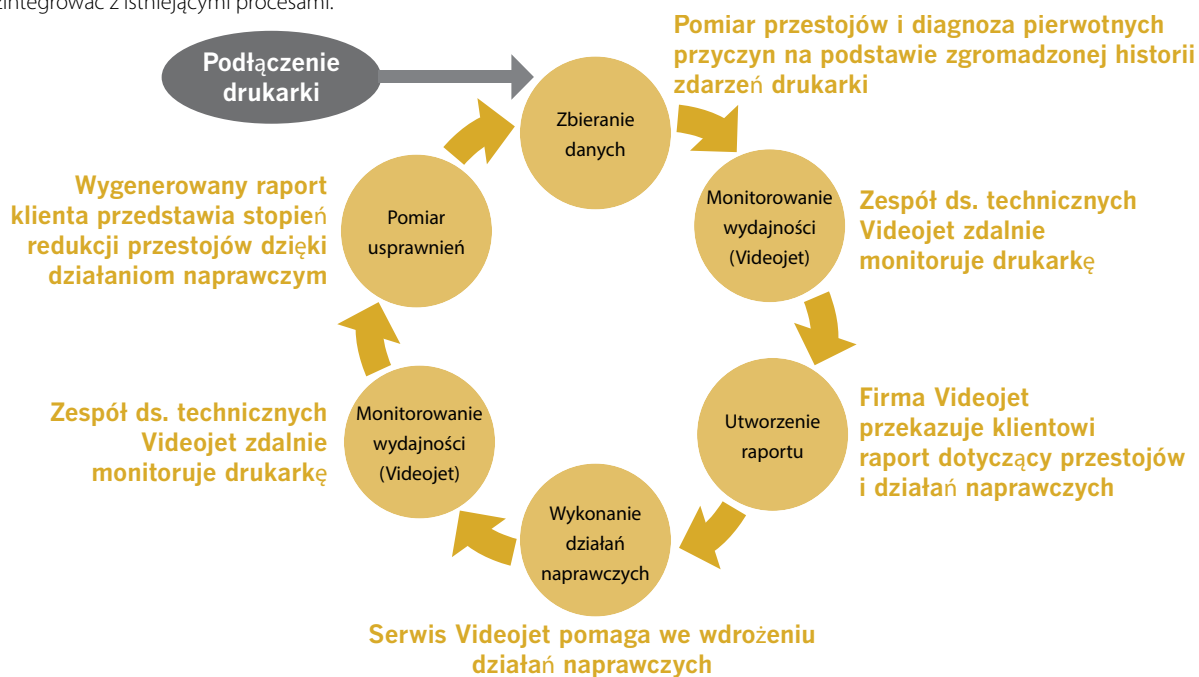 zintegrować z istniejącymi procesami.
Podłączenie
drukarki
Zbieranie
danych
Pomiar przestojów i diagnoza pierwotnych
przyczyn na podstawie zgromadzonej historii
zdarzeń drukarki
Monitorowanie
wydajności
(Videojet)
Zespół ds. technicznych
Videojet zdalnie
monitoruje drukarkę
Utworzenie
raportu
Firma Videojet
przekazuje klientowi
raport dotyczący przestojów
i działań naprawczych
Wykonanie
działań
naprawczych
Serwis Videojet pomaga we wdrożeniu
działań naprawczych
Monitorowanie
wydajności
(Videojet)
Zespół ds. technicznych
Videojet zdalnie
monitoruje drukarkę
Pomiar
usprawnień
Wygenerowany raport
klienta przedstawia stopień
redukcji przestojów dzięki
działaniom naprawczym